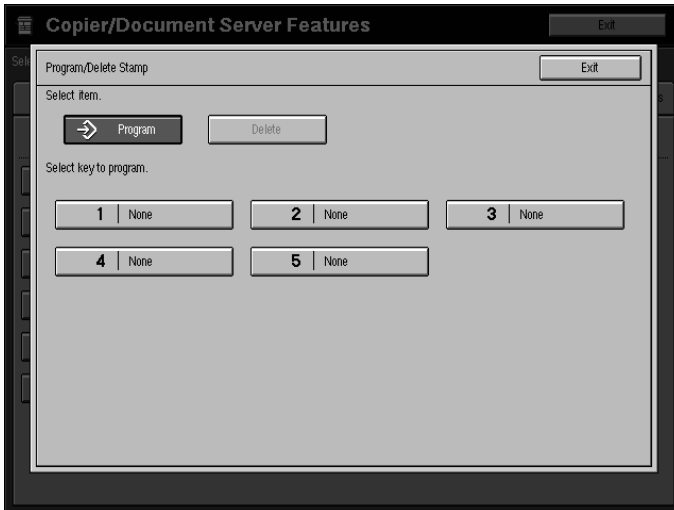 Copier/Document Server Features
Exit
Sele
Program/Delete Stamp
Exit
Select item.
s
Program
Delete
Select key to program.
1 None
2 None
3 None
4 None
5 None